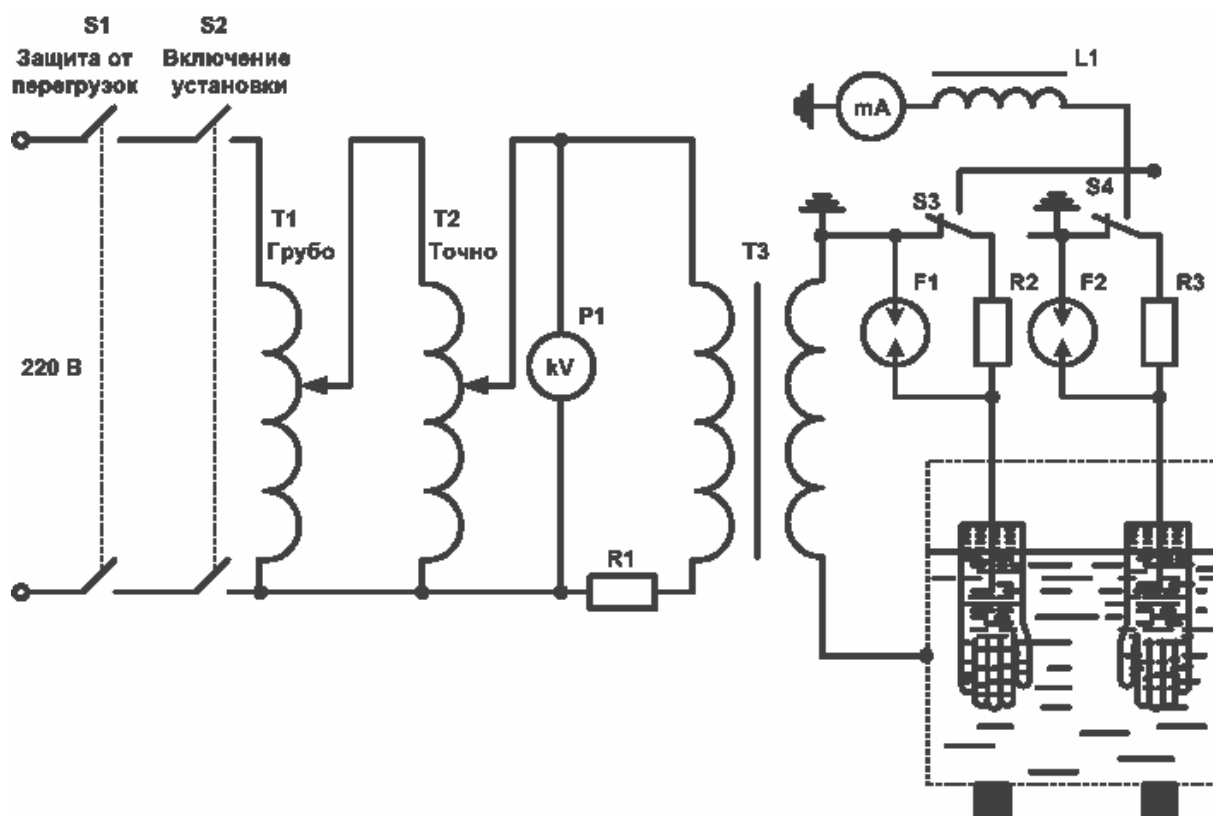 S1
Защита от
перегрузок
S2
Включение
установки
L1
mA
S3
S4
T1
Грубо
T2
Точно
T3
F1
R2
F2
R3
P1
kV
220 В
R1